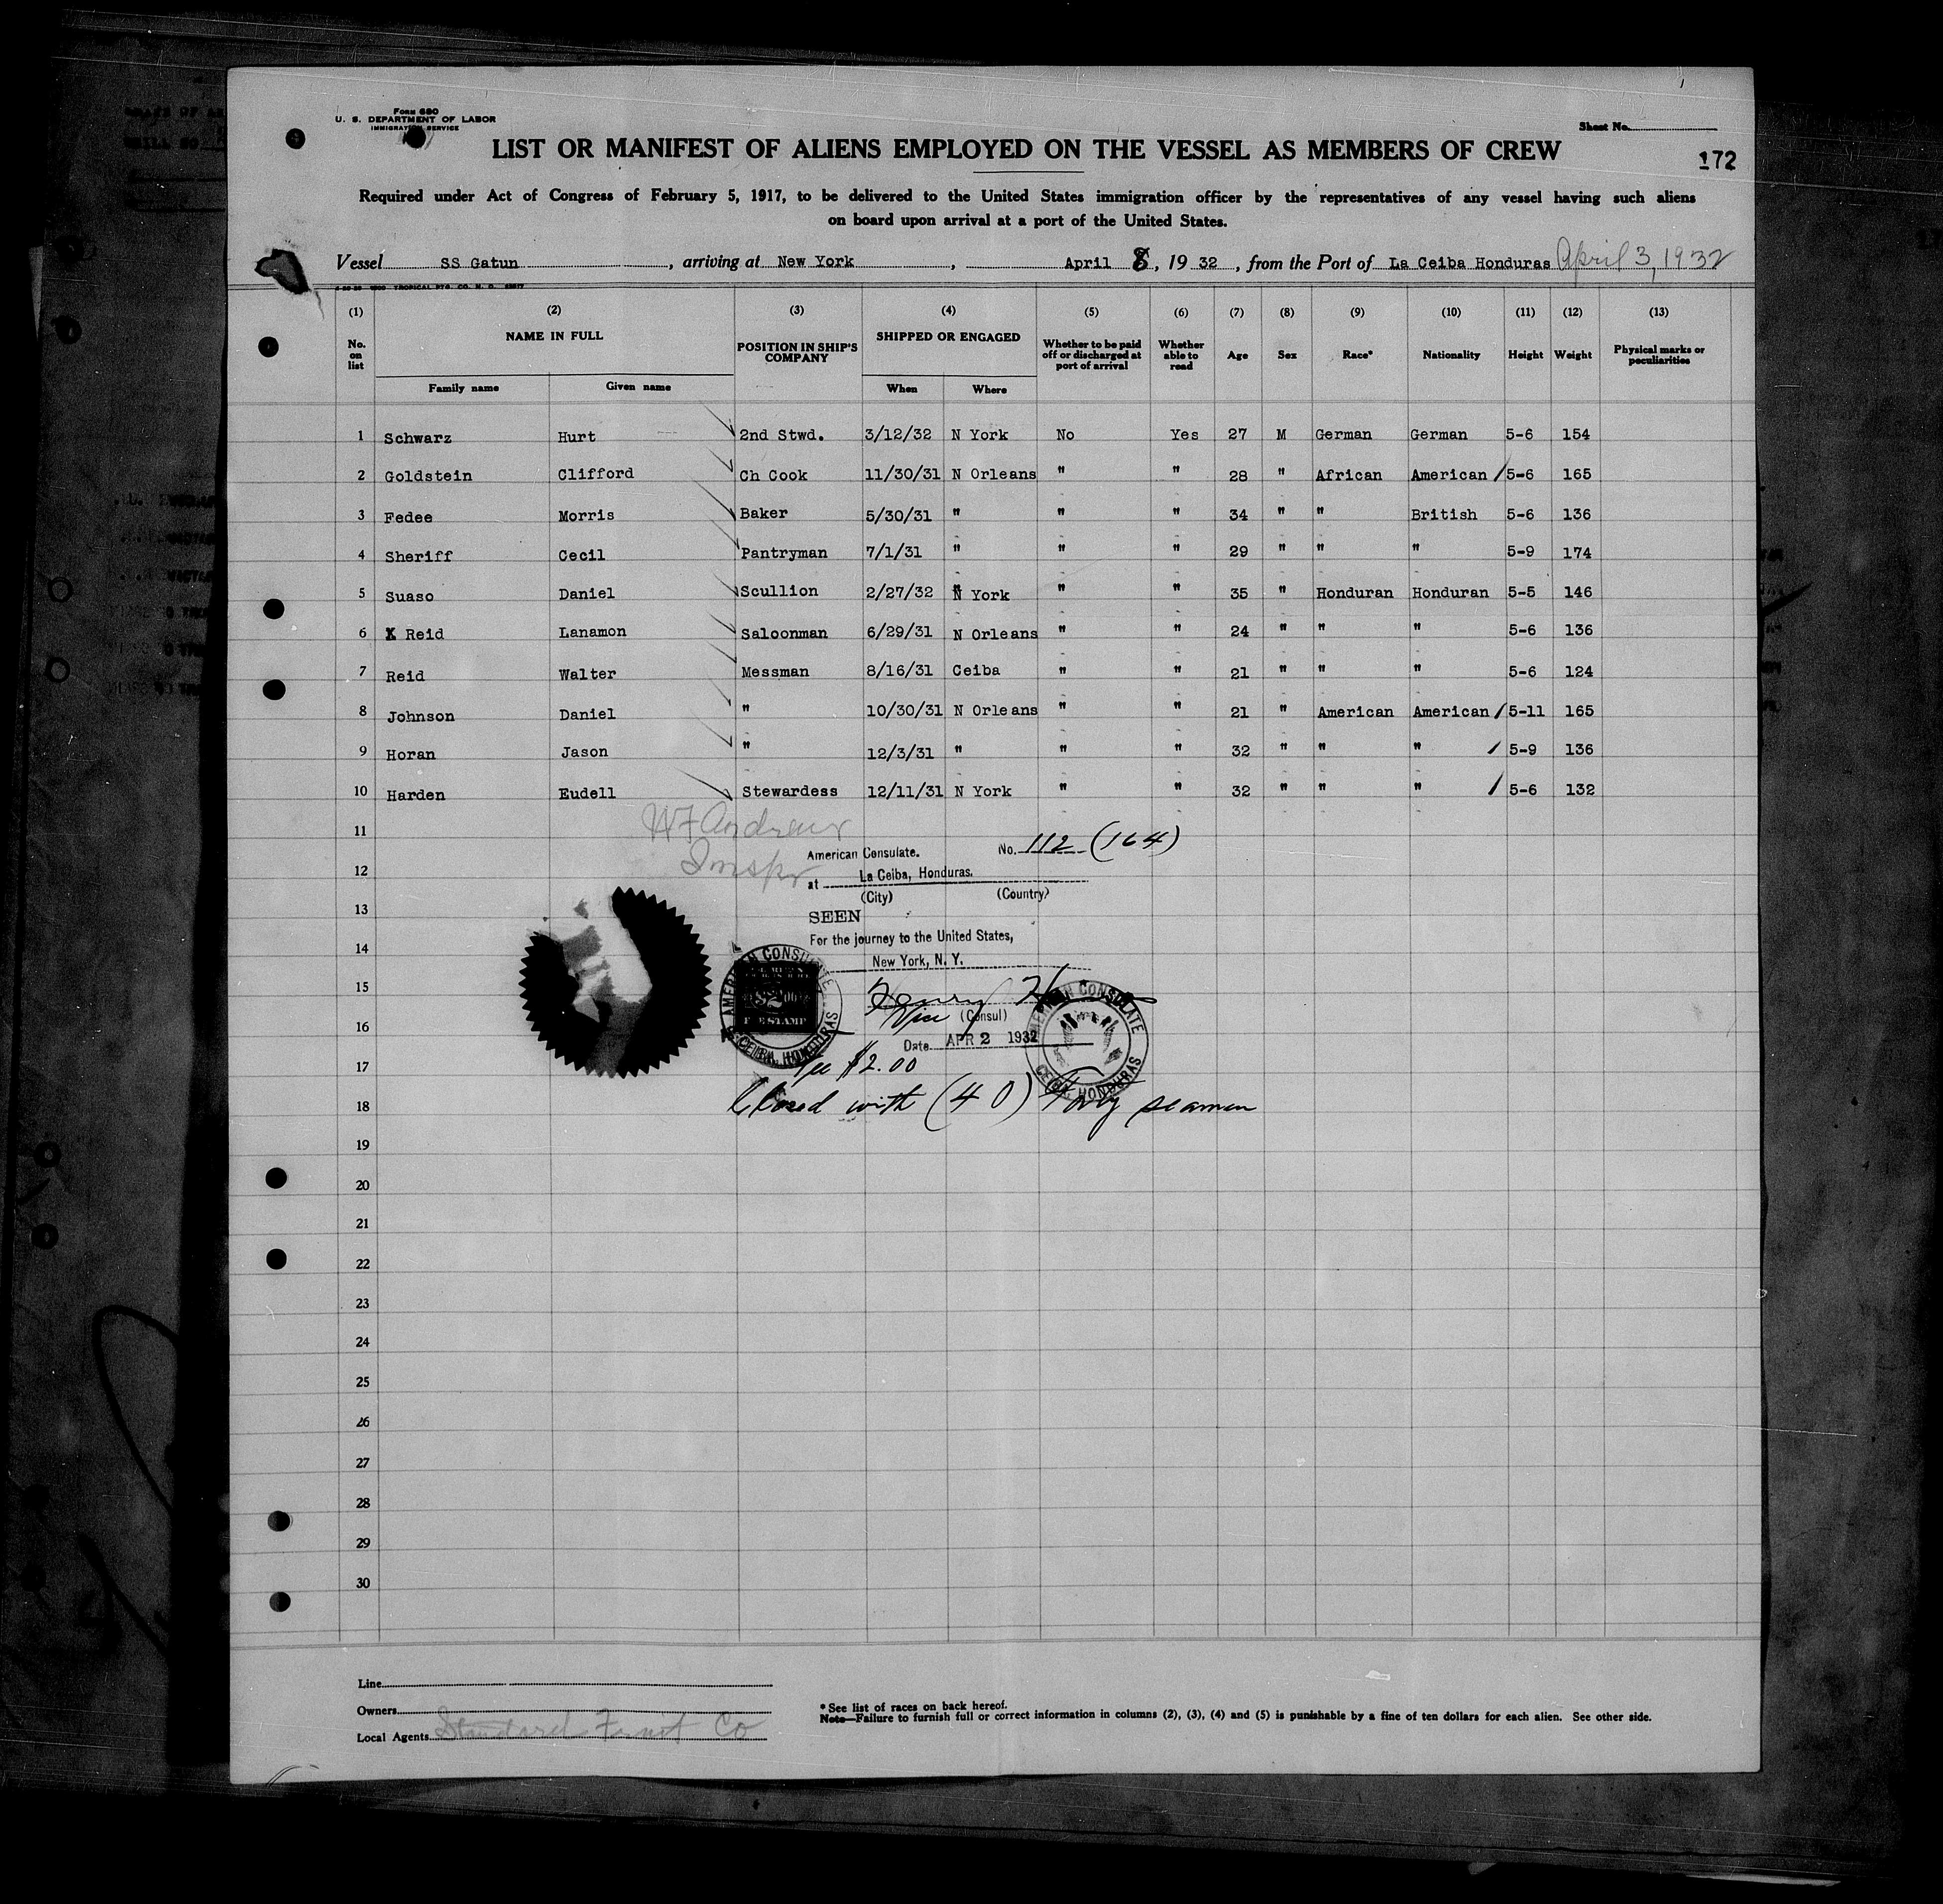 Form 680
U. S. DEPARTMENT OF LABOR
IMMIGRATION SERVICE
Sheet No.
LIST OR MANIFEST OF ALIENS EMPLOYED ON THE VESSEL AS MEMBERS OF CREW
172
Required under Act of Congress of February 5, 1917, to be delivered to the United States immigration officer by the representatives of any vessel having such aliens
on board upon arrival at a port of the United States.
Vessel SS Gatun, arriving at New York, April 8, 1932, from the Port of La Ceiba Honduras April 3, 1932
(1) (2) (3) (4) (5) (6) (7) (8) (9) (10) (11) (12) (13)
No. on list NAME IN FULL POSITION IN SHIP'S COMPANY SHIPPED OR ENGAGED Whether to be paid off or discharged at port of arrival Whether able to read Age Sex Race* Nationality Height Weight Physical marks or peculiarities
Family name Given name When Where
1 Schwarz Hurt 2nd Stwd. 3/12/32 N York No Yes 27 M German German 5-6 154
2 Goldstein Clifford Ch Cook 11/30/31 N Orleans " " 28 " African American 5-6 165
3 Fedee Morris Baker 5/30/31 " " " 34 " " British 5-6 136
4 Sheriff Cecil Pantryman 7/1/31 " " " 29 " " " 5-9 174
5 Suaso Daniel Scullion 2/27/32 N York " " 35 " Honduran Honduran 5-5 146
6 X Reid Lanamon Saloonman 6/29/31 N Orleans " " 24 " " " 5-6 136
7 Reid Walter Messman 8/16/31 Ceiba " " 21 " " " 5-6 124
8 Johnson Daniel " 10/30/31 N Orleans " " 21 " American American 5-11 165
9 Horan Jason " 12/3/31 " " " 32 " " " 5-9 136
10 Harden Eudell Stewardess 12/11/31 N York " " 32 " " " 5-6 132
WF Andrews
Inspr
11
American Consulate. No. 112 (164)
12
at La Ceiba, Honduras.
(City) (Country)
13
SEEN
For the journey to the United States,
14
New York, N. Y.
15
Henry
Vice (Consul)
16
Date APR 2 1932
AMERICAN CONSULATE
CEIBA, HONDURAS
FEE STAMP
AMERICAN CONSULATE
CEIBA HONDURAS
17
Fee $2.00
18
Closed with (40) Forty seamen
19
20
21
22
23
24
25
26
27
28
29
30
Line
Owners
Local Agents Standard Fruit Co
*See list of races on back hereof.
Note—Failure to furnish full or correct information in columns (2), (3), (4) and (5) is punishable by a fine of ten dollars for each alien. See other side.